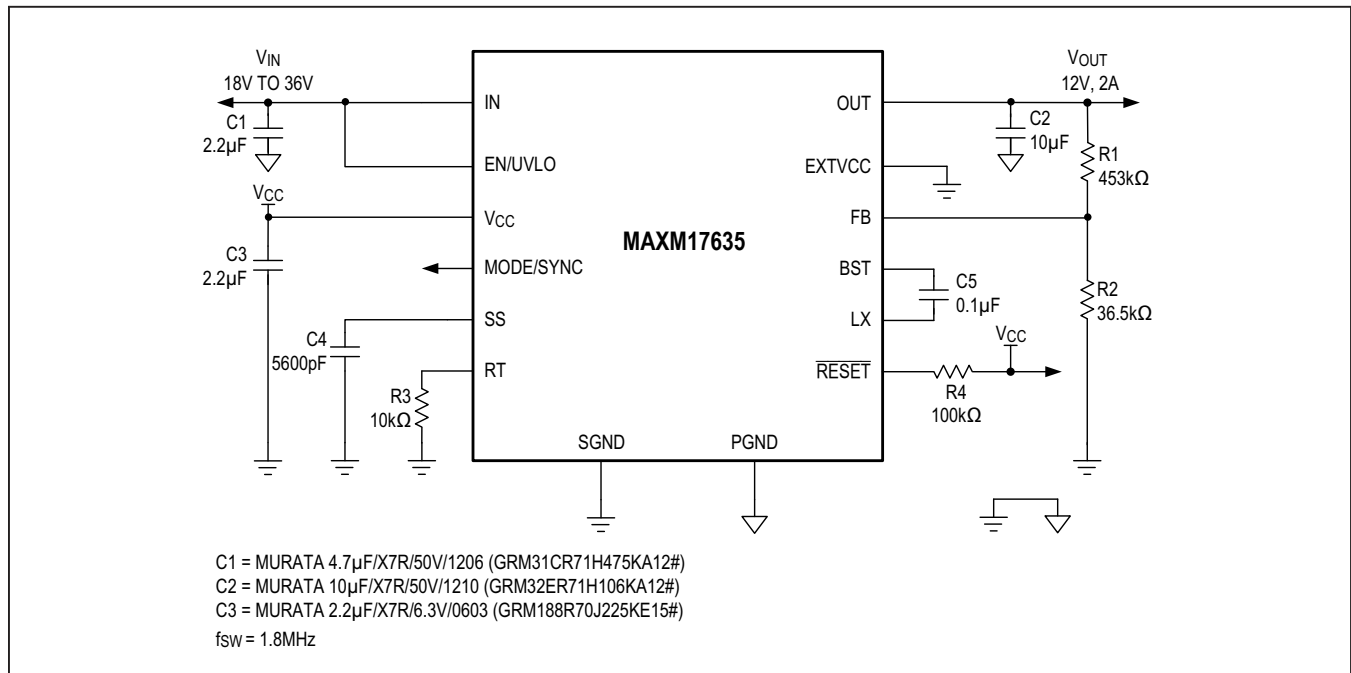 VIN
18V TO 36V
C1
2.2µF
VCC
C3
2.2µF
C4
5600pF
R3
10kΩ
IN
EN/UVLO
VCC
MODE/SYNC
SS
RT
MAXM17635
SGND
PGND
OUT
EXTVCC
FB
BST
LX
RESET
VOUT
12V, 2A
C2
10µF
R1
453kΩ
C5
0.1µF
R2
36.5kΩ
VCC
R4
100kΩ
C1 = MURATA 4.7µF/X7R/50V/1206 (GRM31CR71H475KA12#)
C2 = MURATA 10µF/X7R/50V/1210 (GRM32ER71H106KA12#)
C3 = MURATA 2.2µF/X7R/6.3V/0603 (GRM188R70J225KE15#)
fSW = 1.8MHz